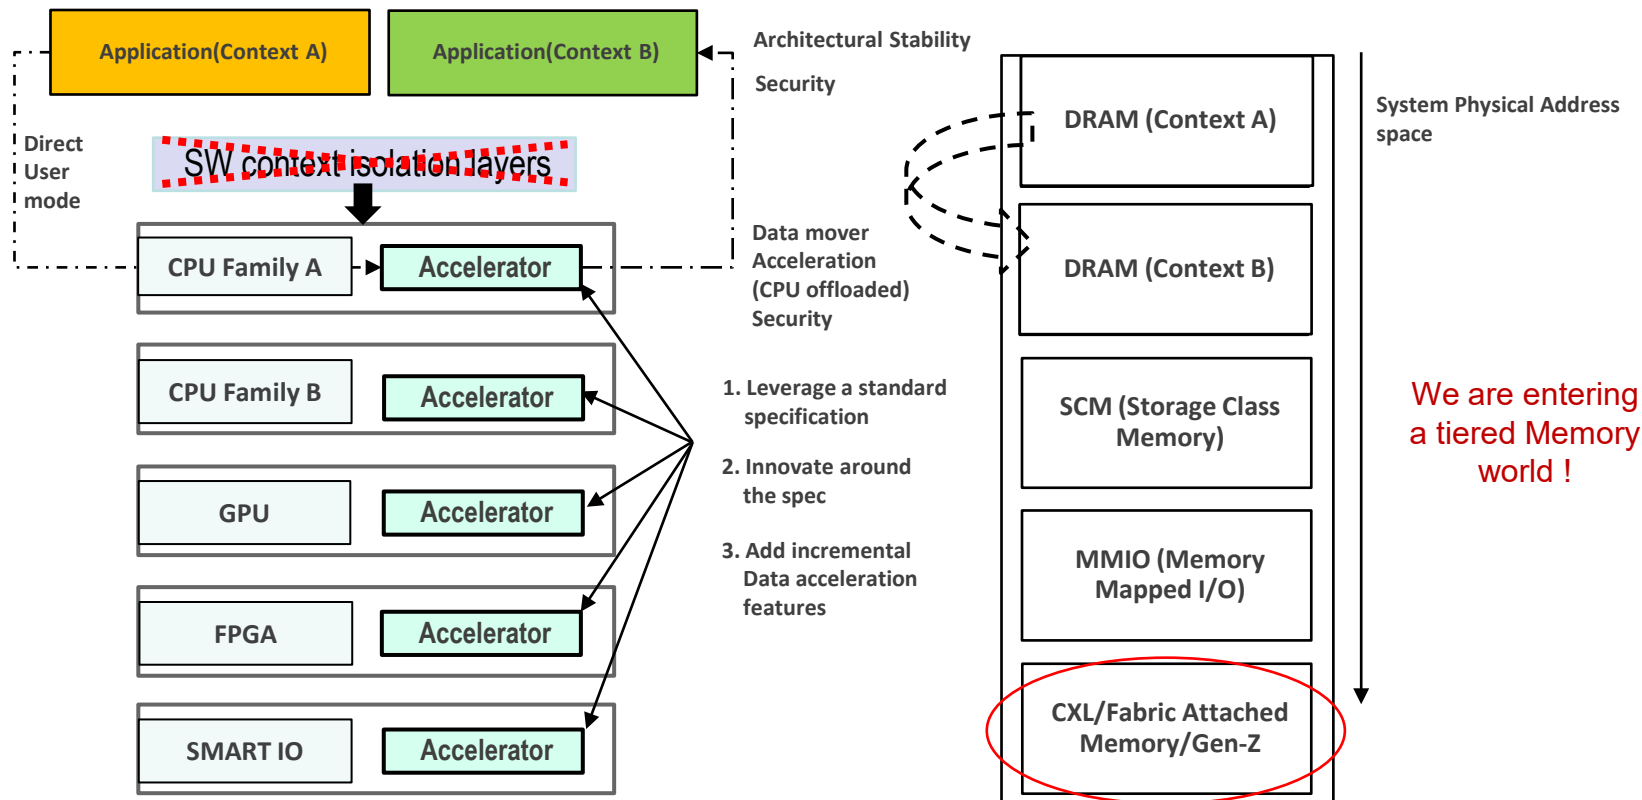 Application(Context A)
Application(Context B)
Architectural Stability
Security
Direct
User
mode
SW context isolation layers
CPU Family A
Accelerator
Data mover
Acceleration
(CPU offloaded)
Security
CPU Family B
Accelerator
1. Leverage a standard
specification
GPU
Accelerator
2. Innovate around
the spec
3. Add incremental
Data acceleration
features
FPGA
Accelerator
SMART IO
Accelerator
DRAM (Context A)
System Physical Address
space
DRAM (Context B)
SCM (Storage Class
Memory)
We are entering
a tiered Memory
world !
MMIO (Memory
Mapped I/O)
CXL/Fabric Attached
Memory/Gen-Z